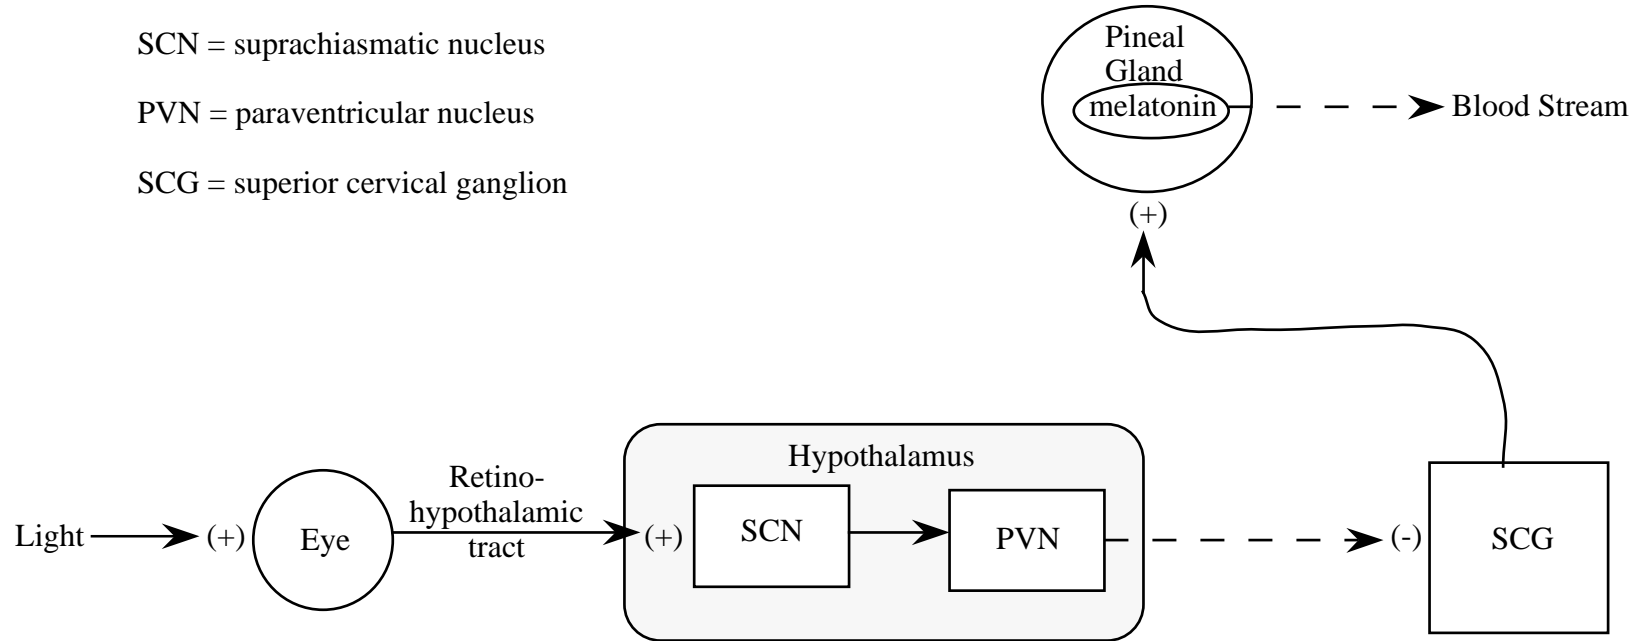 SCN = suprachiasmatic nucleus
PVN = paraventricular nucleus
SCG = superior cervical ganglion
Pineal
Gland
melatonin
Blood Stream
(+)
Hypothalamus
Retino-
hypothalamic
tract
Light
(+)
Eye
(+)
SCN
PVN
(-)
SCG